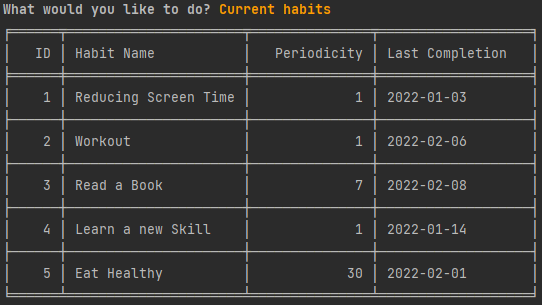 What would you like to do? Current habits
ID Habit Name Periodicity Last Completion
1 Reducing Screen Time 1 2022-01-03
2 Workout 1 2022-02-06
3 Read a Book 7 2022-02-08
4 Learn a new Skill 1 2022-01-14
5 Eat Healthy 30 2022-02-01